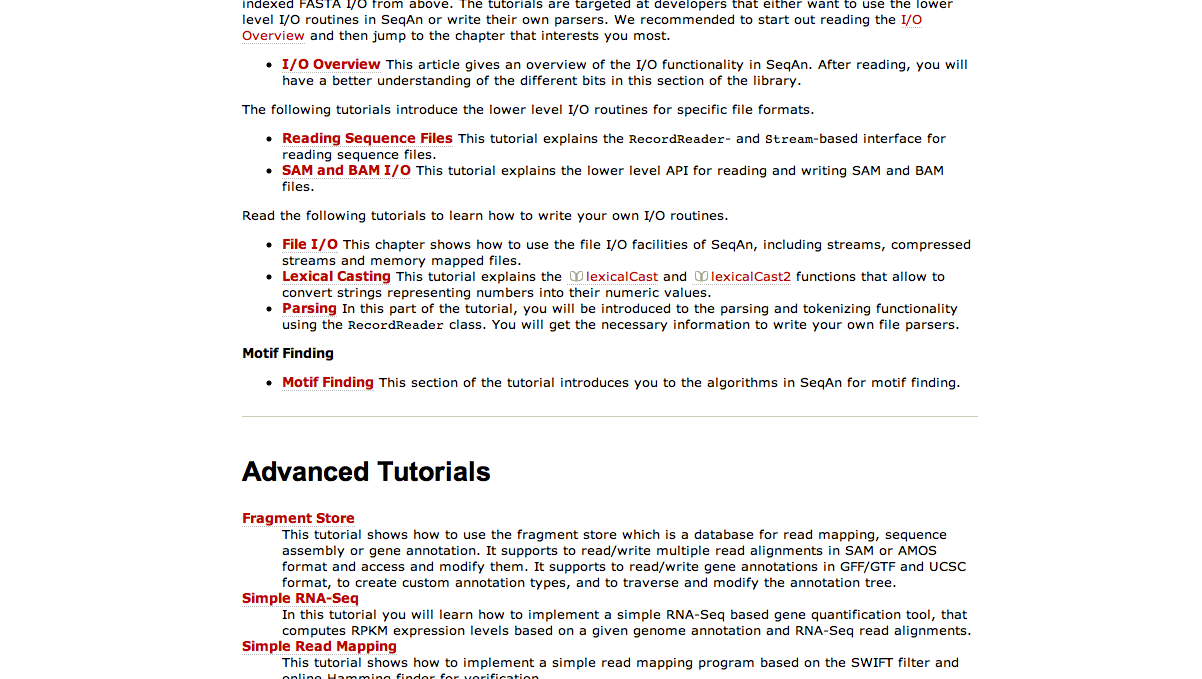 indexed FASTA I/O from above. The tutorials are targeted at developers that either want to use the lower
level I/O routines in SeqAn or write their own parsers. We recommended to start out reading the I/O
Overview and then jump to the chapter that interests you most.
• I/O Overview This article gives an overview of the I/O functionality in SeqAn. After reading, you will
have a better understanding of the different bits in this section of the library.
The following tutorials introduce the lower level I/O routines for specific file formats.
• Reading Sequence Files This tutorial explains the RecordReader- and Stream-based interface for
reading sequence files.
• SAM and BAM I/O This tutorial explains the lower level API for reading and writing SAM and BAM
files.
Read the following tutorials to learn how to write your own I/O routines.
• File I/O This chapter shows how to use the file I/O facilities of SeqAn, including streams, compressed
streams and memory mapped files.
• Lexical Casting This tutorial explains the lexicalCast and lexicalCast2 functions that allow to
convert strings representing numbers into their numeric values.
• Parsing In this part of the tutorial, you will be introduced to the parsing and tokenizing functionality
using the RecordReader class. You will get the necessary information to write your own file parsers.
Motif Finding
• Motif Finding This section of the tutorial introduces you to the algorithms in SeqAn for motif finding.
Advanced Tutorials
Fragment Store
This tutorial shows how to use the fragment store which is a database for read mapping, sequence
assembly or gene annotation. It supports to read/write multiple read alignments in SAM or AMOS
format and access and modify them. It supports to read/write gene annotations in GFF/GTF and UCSC
format, to create custom annotation types, and to traverse and modify the annotation tree.
Simple RNA-Seq
In this tutorial you will learn how to implement a simple RNA-Seq based gene quantification tool, that
computes RPKM expression levels based on a given genome annotation and RNA-Seq read alignments.
Simple Read Mapping
This tutorial shows how to implement a simple read mapping program based on the SWIFT filter and
online Hamming finder for verification.